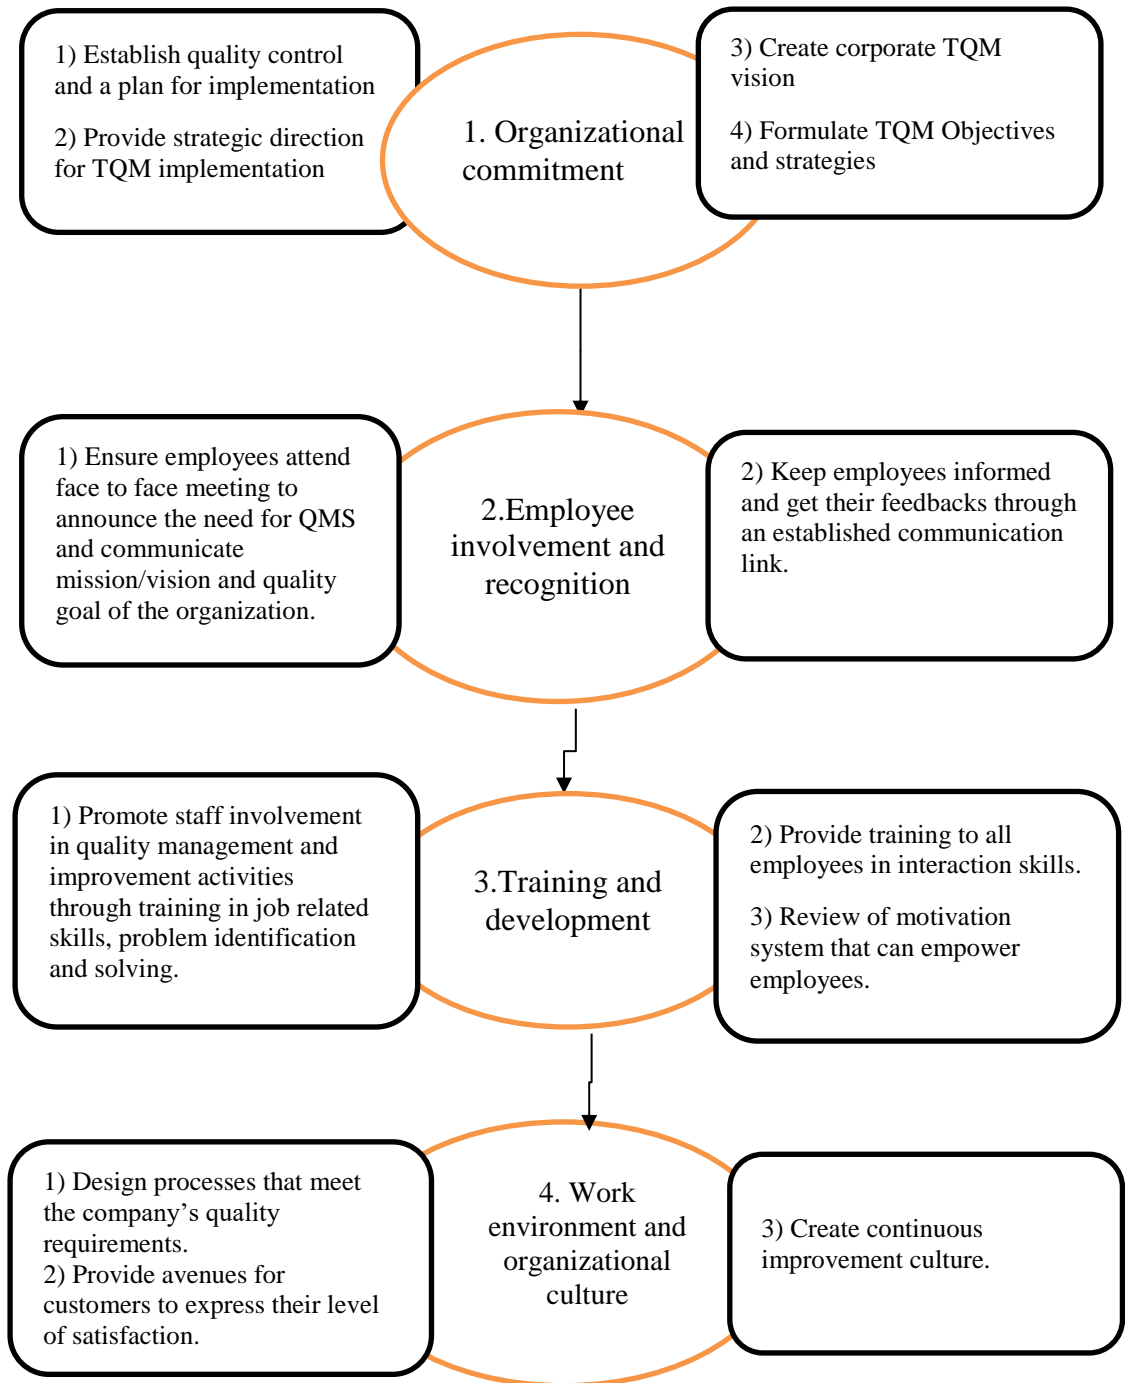 1) Establish quality control
and a plan for implementation
2) Provide strategic direction
for TQM implementation
1. Organizational
commitment
3) Create corporate TQM
vision
4) Formulate TQM Objectives
and strategies
1) Ensure employees attend
face to face meeting to
announce the need for QMS
and communicate
mission/vision and quality
goal of the organization.
2.Employee
involvement and
recognition
2) Keep employees informed
and get their feedbacks through
an established communication
link.
1) Promote staff involvement
in quality management and
improvement activities
through training in job related
skills, problem identification
and solving.
3.Training and
development
2) Provide training to all
employees in interaction skills.
3) Review of motivation
system that can empower
employees.
1) Design processes that meet
the company’s quality
requirements.
2) Provide avenues for
customers to express their level
of satisfaction.
4. Work
environment and
organizational
culture
3) Create continuous
improvement culture.